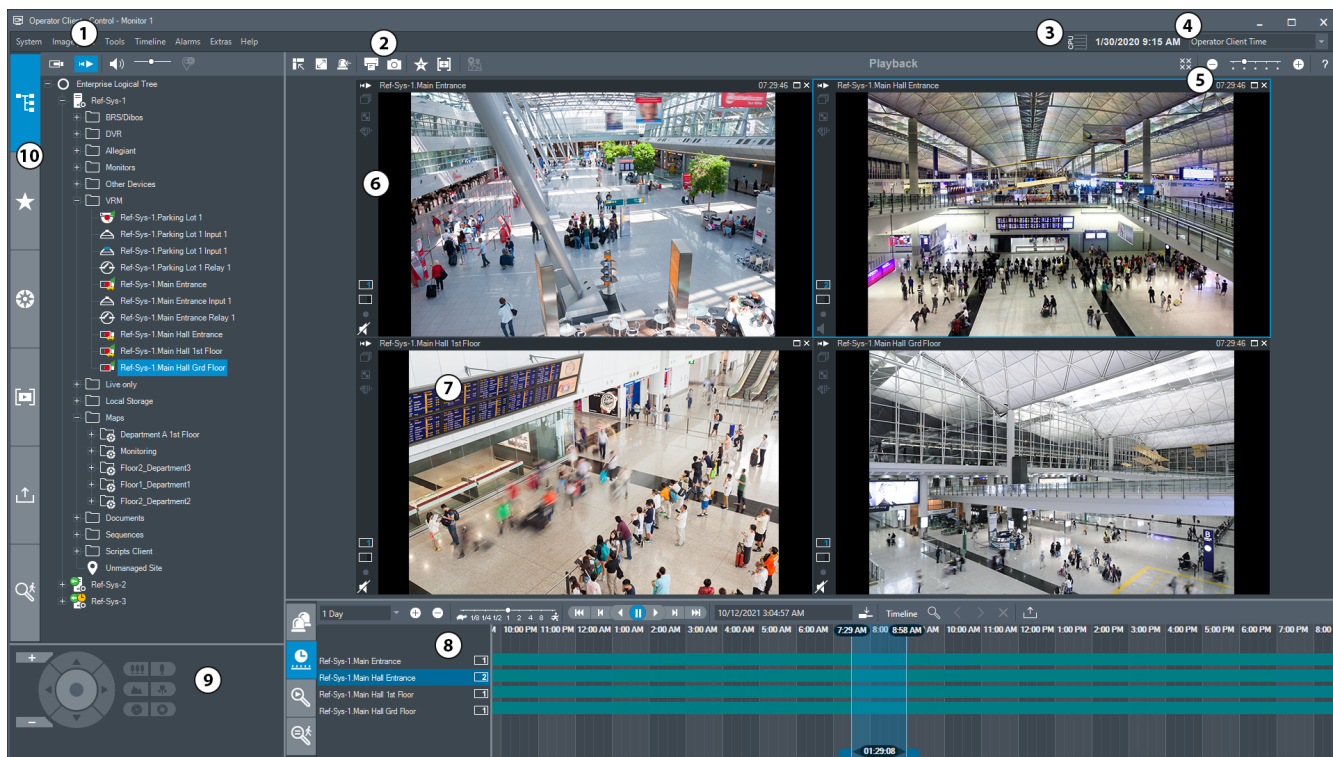 Operator Client - Control - Monitor 1
1
2
3
4
System Image Tools Timeline Alarms Extras Help
CPU
1/30/2020 9:15 AM
Operator Client Time
Playback
?
5
Enterprise Logical Tree
Ref-Sys-1
BRS/Dibos
DVR
Allegiant
Monitors
Other Devices
VRM
Ref-Sys-1.Parking Lot 1
Ref-Sys-1.Parking Lot 1 Input 1
Ref-Sys-1.Parking Lot 1 Input 1
Ref-Sys-1.Parking Lot 1 Relay 1
Ref-Sys-1.Main Entrance
Ref-Sys-1.Main Entrance Input 1
Ref-Sys-1.Main Entrance Relay 1
Ref-Sys-1.Main Hall Entrance
Ref-Sys-1.Main Hall 1st Floor
Ref-Sys-1.Main Hall Grd Floor
Live only
Local Storage
Maps
Department A 1st Floor
Monitoring
Floor2_Department3
Floor1_Department1
Floor2_Department2
Documents
Sequences
Scripts Client
Unmanaged Site
Ref-Sys-2
Ref-Sys-3
10
9
Ref-Sys-1.Main Entrance
07:29:46
6
1
Ref-Sys-1.Main Hall Entrance
07:29:46
2
Ref-Sys-1.Main Hall 1st Floor
7
1
Ref-Sys-1.Main Hall Grd Floor
07:29:46
B
1
1 Day
1/8 1/4 1/2 1 2 4 8
10/12/2021 3:04:57 AM
Timeline
8
10:00 PM 11:00 PM 12:00 AM 1:00 AM 2:00 AM 3:00 AM 4:00 AM 5:00 AM 6:00 AM 7:29 AM 8:00 8:58 AM AM 10:00 AM 11:00 AM 12:00 PM 1:00 PM 2:00 PM 3:00 PM 4:00 PM 5:00 PM 6:00 PM 7:00 PM 8:00
Ref-Sys-1.Main Entrance 1
Ref-Sys-1.Main Hall Entrance 2
Ref-Sys-1.Main Hall 1st Floor 1
Ref-Sys-1.Main Hall Grd Floor 1
01:29:08